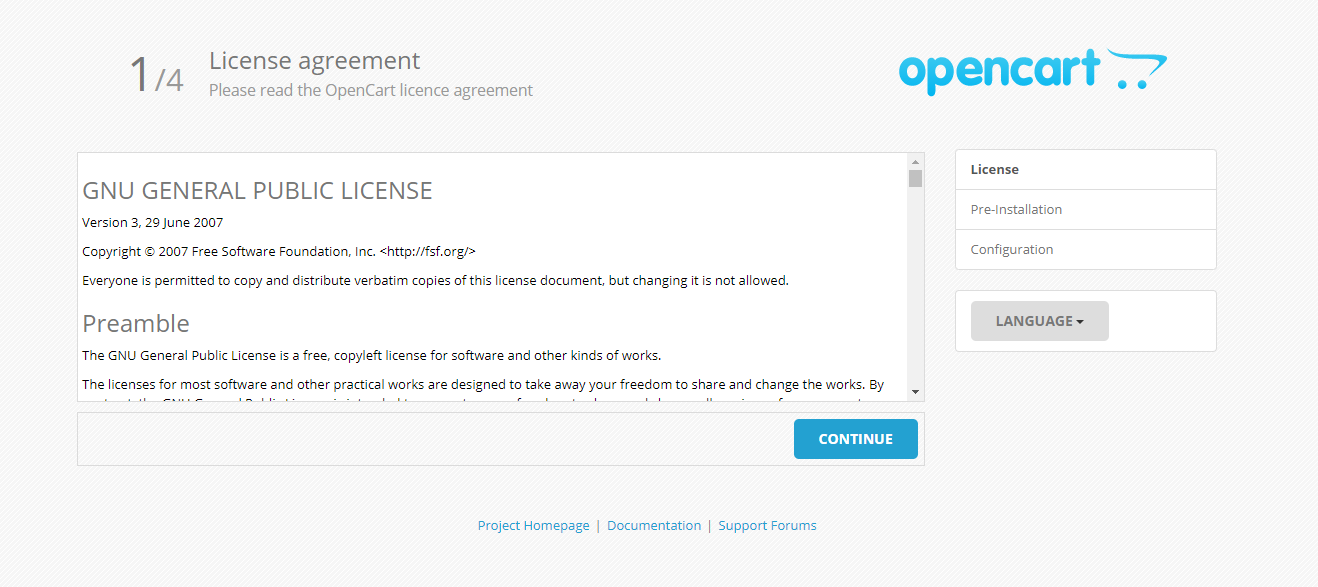 1/4
License agreement
Please read the OpenCart licence agreement
opencart
GNU GENERAL PUBLIC LICENSE
Version 3, 29 June 2007
Copyright © 2007 Free Software Foundation, Inc. <http://fsf.org/>
Everyone is permitted to copy and distribute verbatim copies of this license document, but changing it is not allowed.
Preamble
The GNU General Public License is a free, copyleft license for software and other kinds of works.
The licenses for most software and other practical works are designed to take away your freedom to share and change the works. By
CONTINUE
License
Pre-Installation
Configuration
LANGUAGE
Project Homepage | Documentation | Support Forums